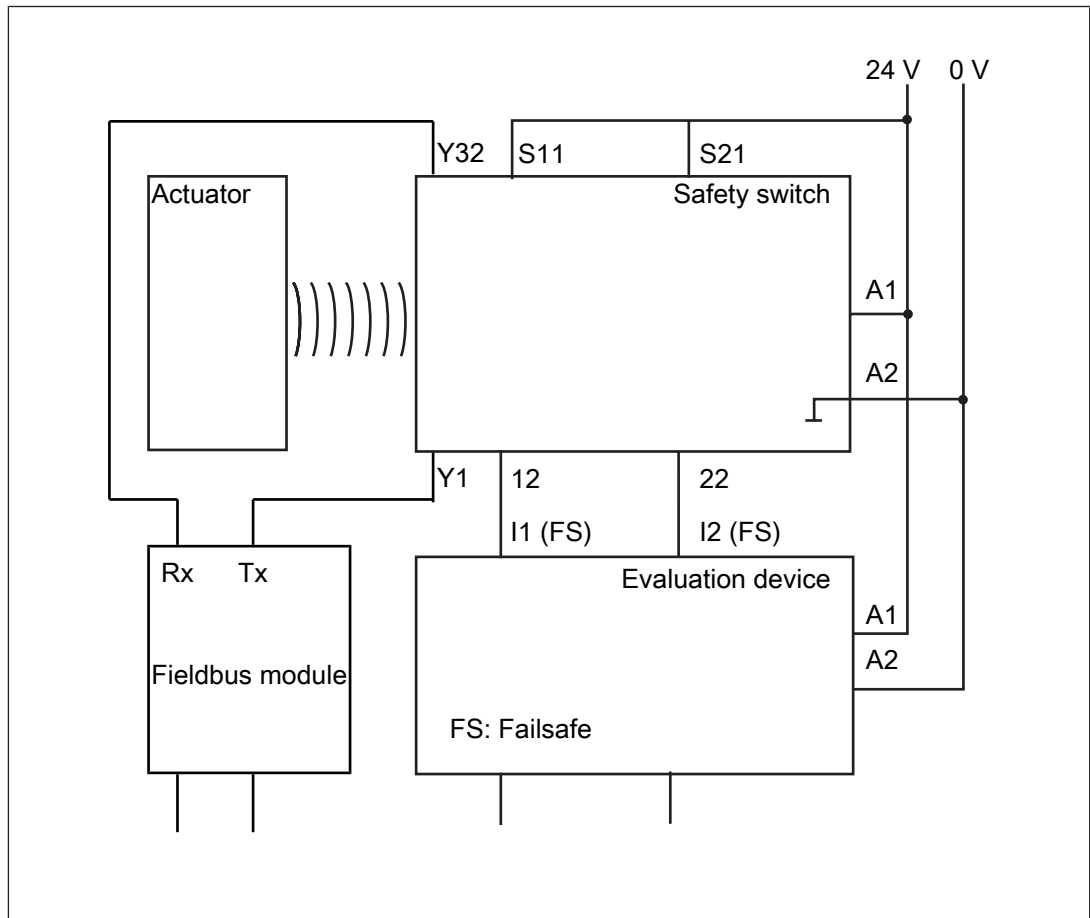 24 V 0 V
Y32 S11 S21
Actuator Safety switch
A1
A2
Y1 12 22
I1 (FS) I2 (FS)
Rx Tx Evaluation device
A1
A2
Fieldbus module
FS: Failsafe